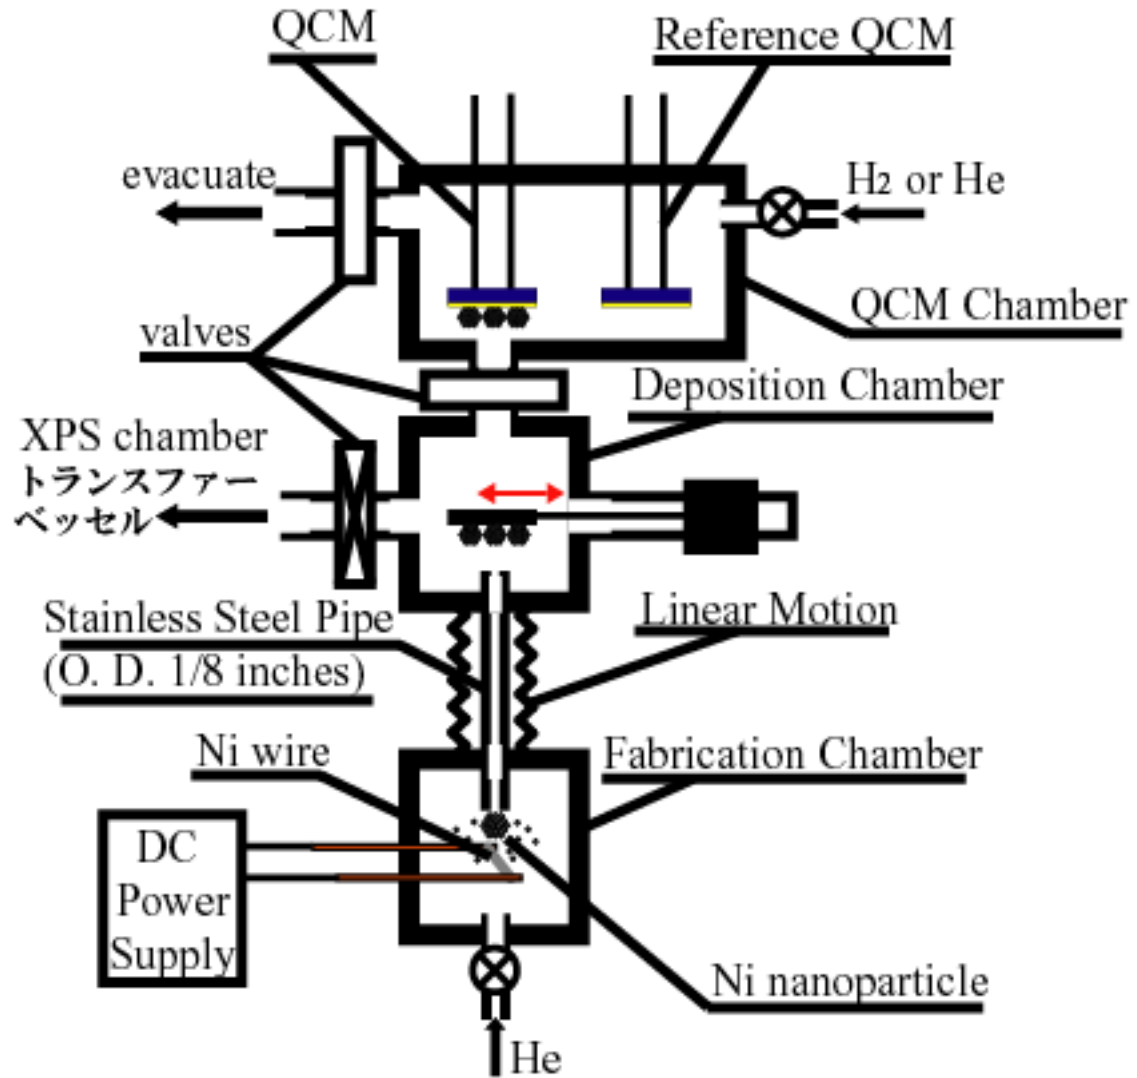 QCM
Reference QCM
evacuate
H2 or He
QCM Chamber
valves
Deposition Chamber
XPS chamber
トランスファー
ベッセル
Stainless Steel Pipe
(O. D. 1/8 inches)
Linear Motion
Ni wire
Fabrication Chamber
DC
Power
Supply
Ni nanoparticle
He